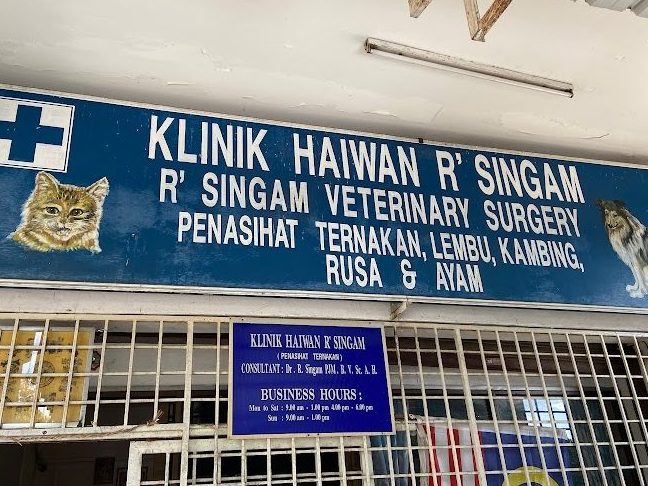 KLINIK HAIWAN R' SINGAM
R' SINGAM VETERINARY SURGERY
PENASIHAT TERNAKAN, LEMBU, KAMBING,
RUSA & AYAM
KLINIK HAIWAN R' SINGAM
( PENASIHAT TERNAKAN )
CONSULTANT : Dr . R. Singam PJM., B. V. Sc. A. H.
BUSINESS HOURS :
Mon to Sat : 9.00 am - 1.00 pm 4.00 pm - 6.00 pm
Sun : 9.00 am - 1.00 pm